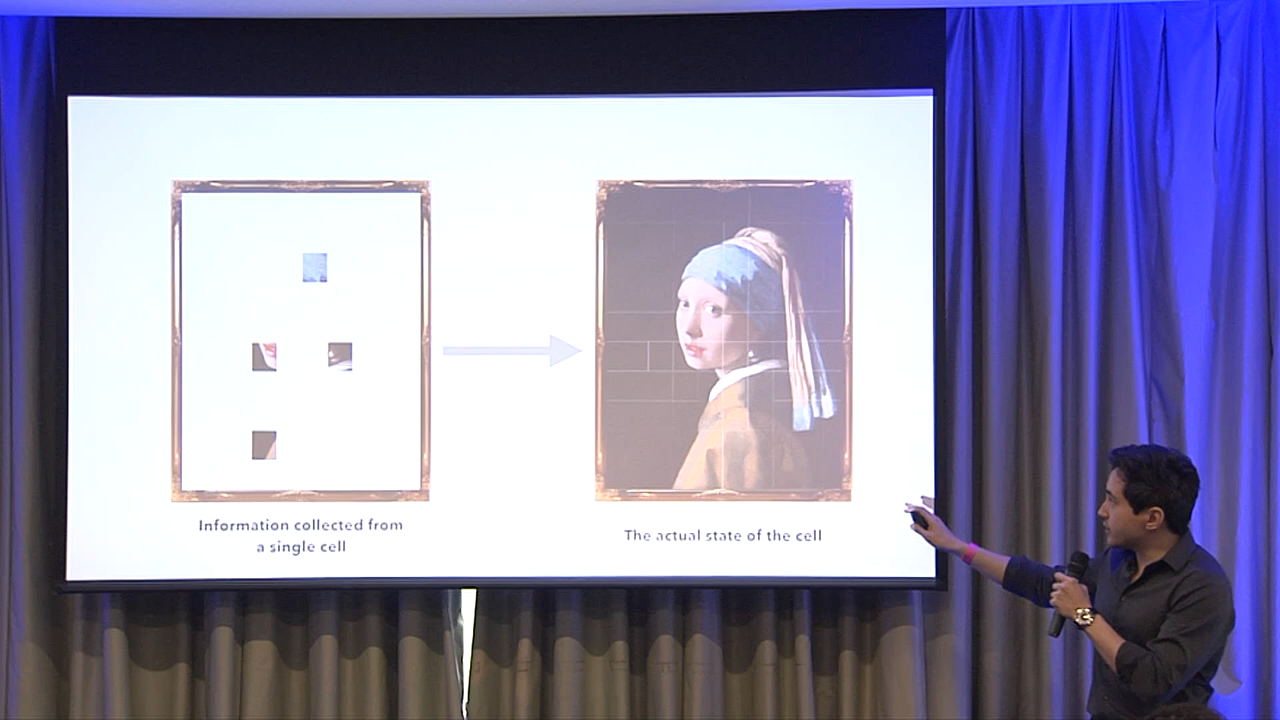 Information collected from
a single cell
The actual state of the cell